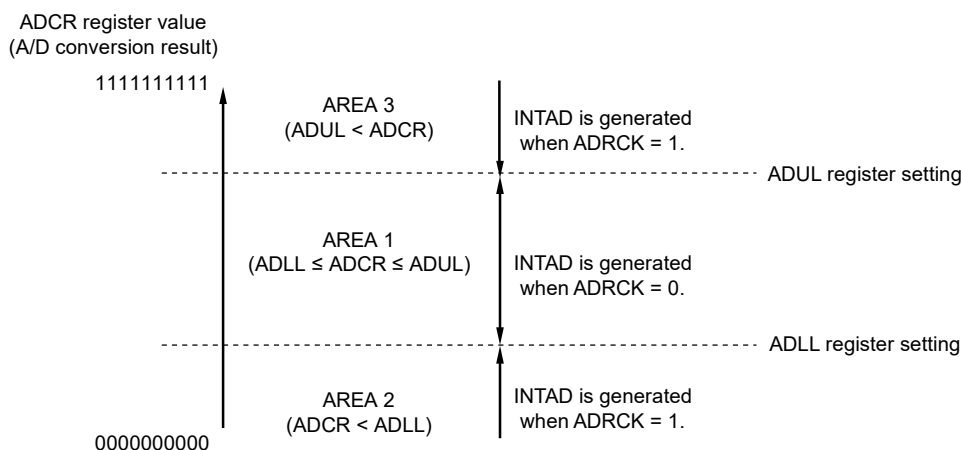 ADCR register value
(A/D conversion result)
1111111111
AREA 3
(ADUL < ADCR)
INTAD is generated
when ADRCK = 1.
ADUL register setting
AREA 1
(ADLL ≤ ADCR ≤ ADUL)
INTAD is generated
when ADRCK = 0.
ADLL register setting
AREA 2
(ADCR < ADLL)
INTAD is generated
when ADRCK = 1.
0000000000